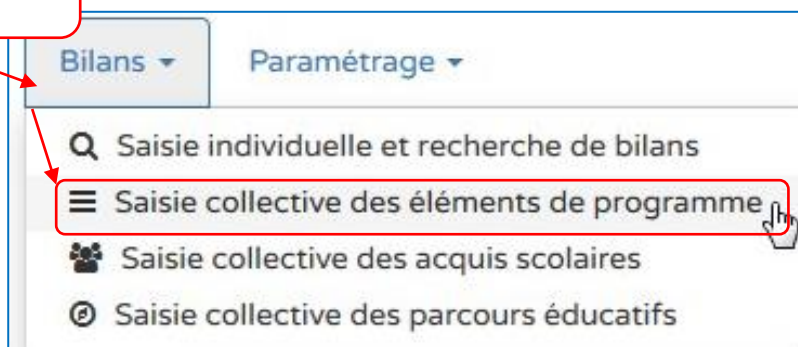 Bilans Paramétrage
Saisie individuelle et recherche de bilans
Saisie collective des éléments de programme
Saisie collective des acquis scolaires
Saisie collective des parcours éducatifs